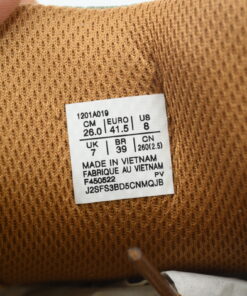 1201A019
CM EURO US
26.0 41.5 8
UK BR CN
7 39 260(2.5)
MADE IN VIETNAM
FABRIQUE AU VIETNAM
F450522 PV
J2SFS3BD5CNMQJB